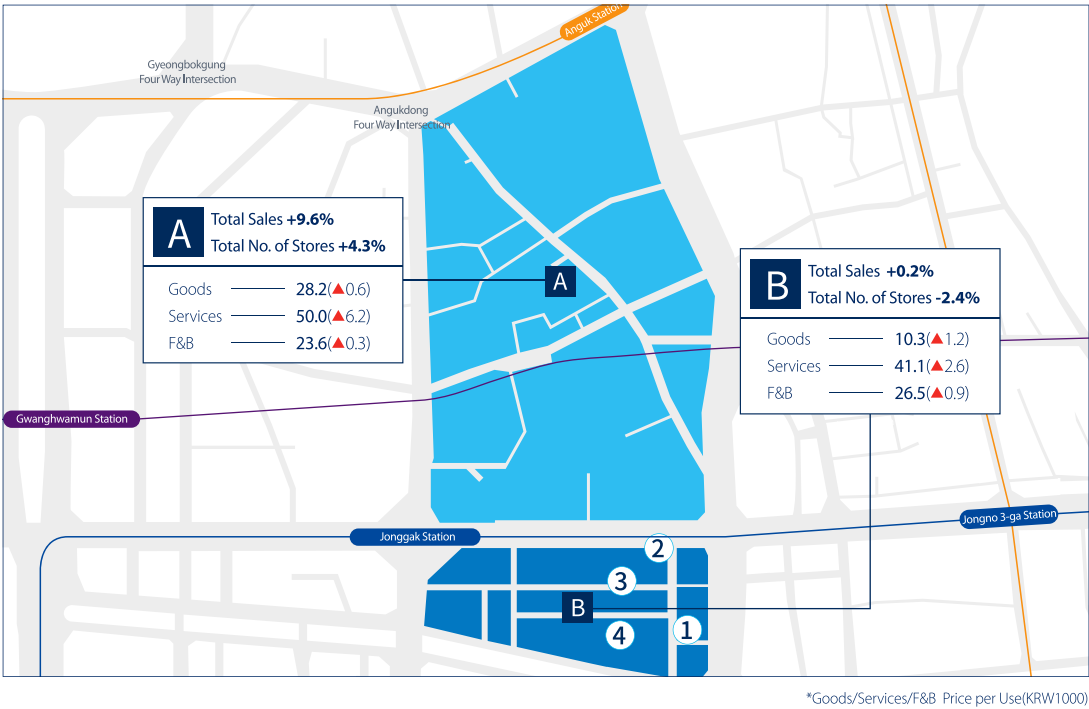 Anguk Station
Gyeongbokgung
Four Way Intersection
Angukdong
Four Way Intersection
A
Total Sales +9.6%
Total No. of Stores +4.3%
Goods 28.2(▲0.6)
Services 50.0(▲6.2)
F&B 23.6(▲0.3)
A
B
Total Sales +0.2%
Total No. of Stores -2.4%
Goods 10.3(▲1.2)
Services 41.1(▲2.6)
F&B 26.5(▲0.9)
Gwanghwamun Station
Jongno 3-ga Station
Jonggak Station
2
3
B
4
1
*Goods/Services/F&B Price per Use(KRW1000)